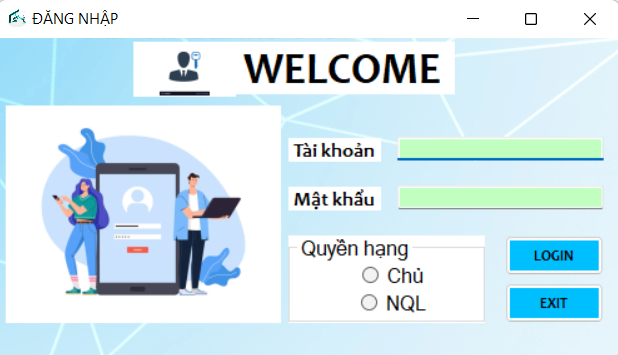 ĐĂNG NHẬP
WELCOME
Tài khoản
Mật khẩu
Quyền hạng
Chủ
NQL
LOGIN
EXIT